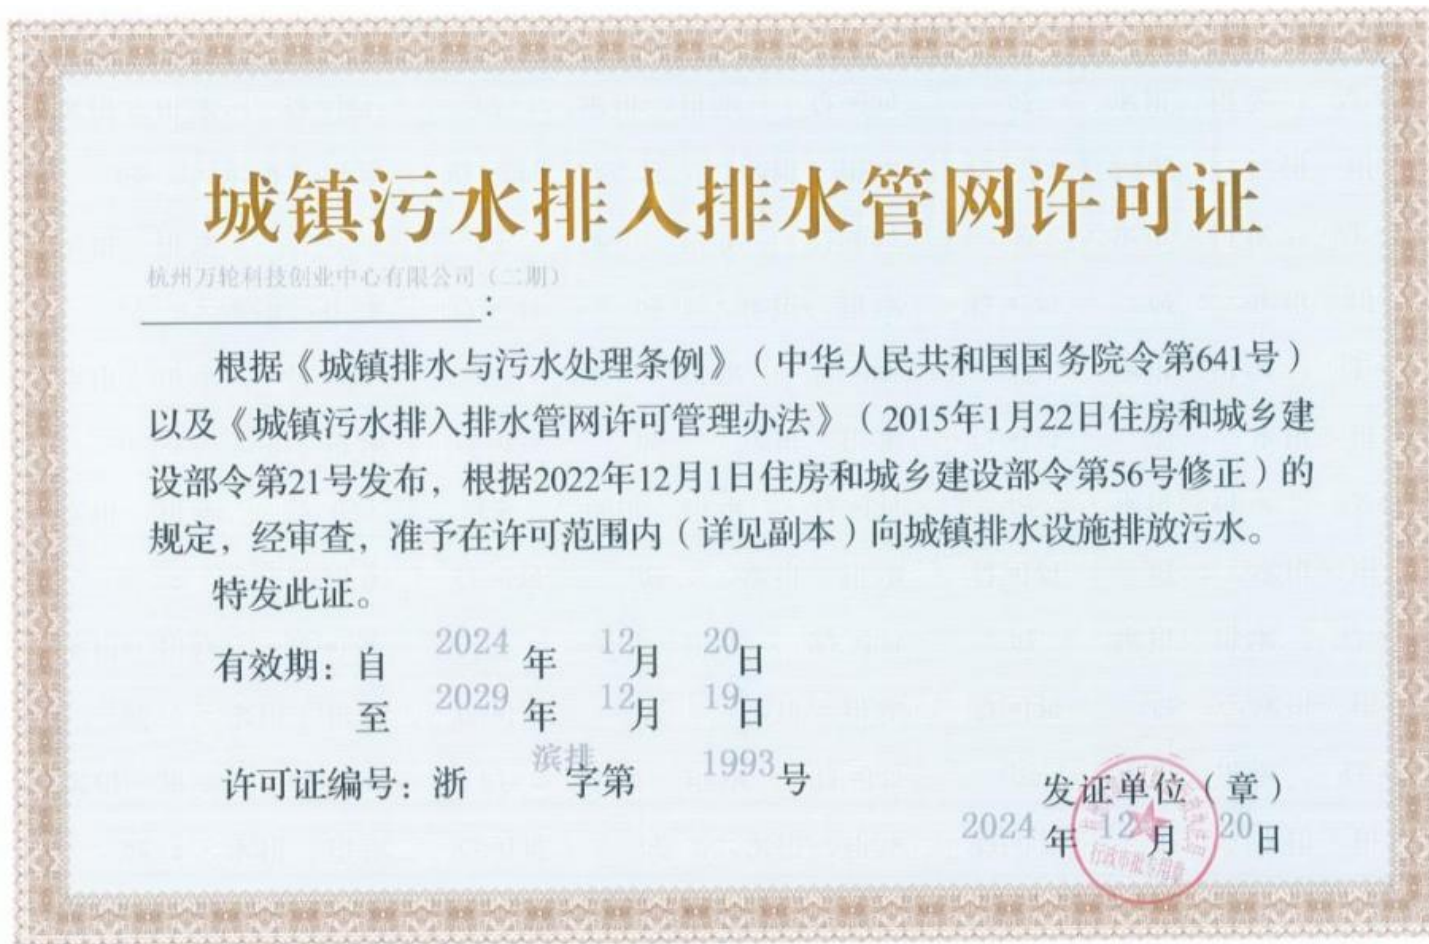 城镇污水排入排水管网许可证
杭州万轮科技创业中心有限公司（二期）
：
根据《城镇排水与污水处理条例》（中华人民共和国国务院令第641号）
以及《城镇污水排入排水管网许可管理办法》（2015年1月22日住房和城乡建
设部令第21号发布，根据2022年12月1日住房和城乡建设部令第56号修正）的
规定，经审查，准予在许可范围内（详见副本）向城镇排水设施排放污水。
特发此证。
有效期：自 2024 年 12 月 20 日
至 2029 年 12 月 19 日
许可证编号：浙 滨排 字第 1993 号
发证单位（章）
2024 年 12 月 20 日
行政审批专用章